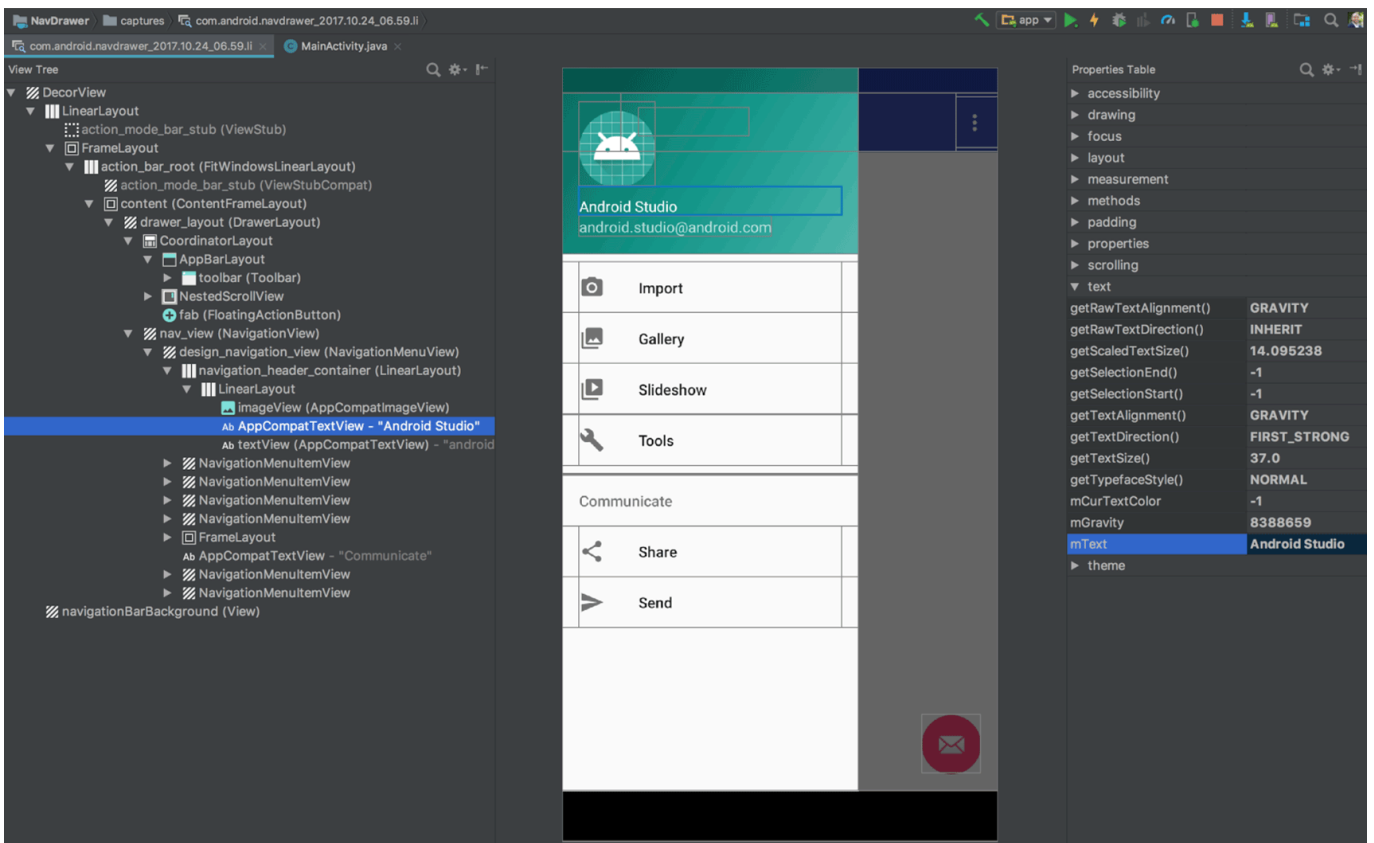 NavDrawer captures com.android.navdrawer_2017.10.24_06.59.li app
com.android.navdrawer_2017.10.24_06.59.li MainActivity.java
View Tree
DecorView
LinearLayout
action_mode_bar_stub (ViewStub)
FrameLayout
action_bar_root (FitWindowsLinearLayout)
action_mode_bar_stub (ViewStubCompat)
content (ContentFrameLayout)
drawer_layout (DrawerLayout)
CoordinatorLayout
AppBarLayout
toolbar (Toolbar)
NestedScrollView
fab (FloatingActionButton)
nav_view (NavigationView)
design_navigation_view (NavigationMenuView)
navigation_header_container (LinearLayout)
LinearLayout
imageView (AppCompatImageView)
Ab AppCompatTextView - "Android Studio"
Ab textView (AppCompatTextView) - "android
NavigationMenuItemView
NavigationMenuItemView
NavigationMenuItemView
NavigationMenuItemView
FrameLayout
Ab AppCompatTextView - "Communicate"
NavigationMenuItemView
NavigationMenuItemView
navigationBarBackground (View)
Android Studio
android.studio@android.com
Import
Gallery
Slideshow
Tools
Communicate
Share
Send
Properties Table
accessibility
drawing
focus
layout
measurement
methods
padding
properties
scrolling
text
getRawTextAlignment() GRAVITY
getRawTextDirection() INHERIT
getScaledTextSize() 14.095238
getSelectionEnd() -1
getSelectionStart() -1
getTextAlignment() GRAVITY
getTextDirection() FIRST_STRONG
getTextSize() 37.0
getTypefaceStyle() NORMAL
mCurTextColor -1
mGravity 8388659
mText Android Studio
theme